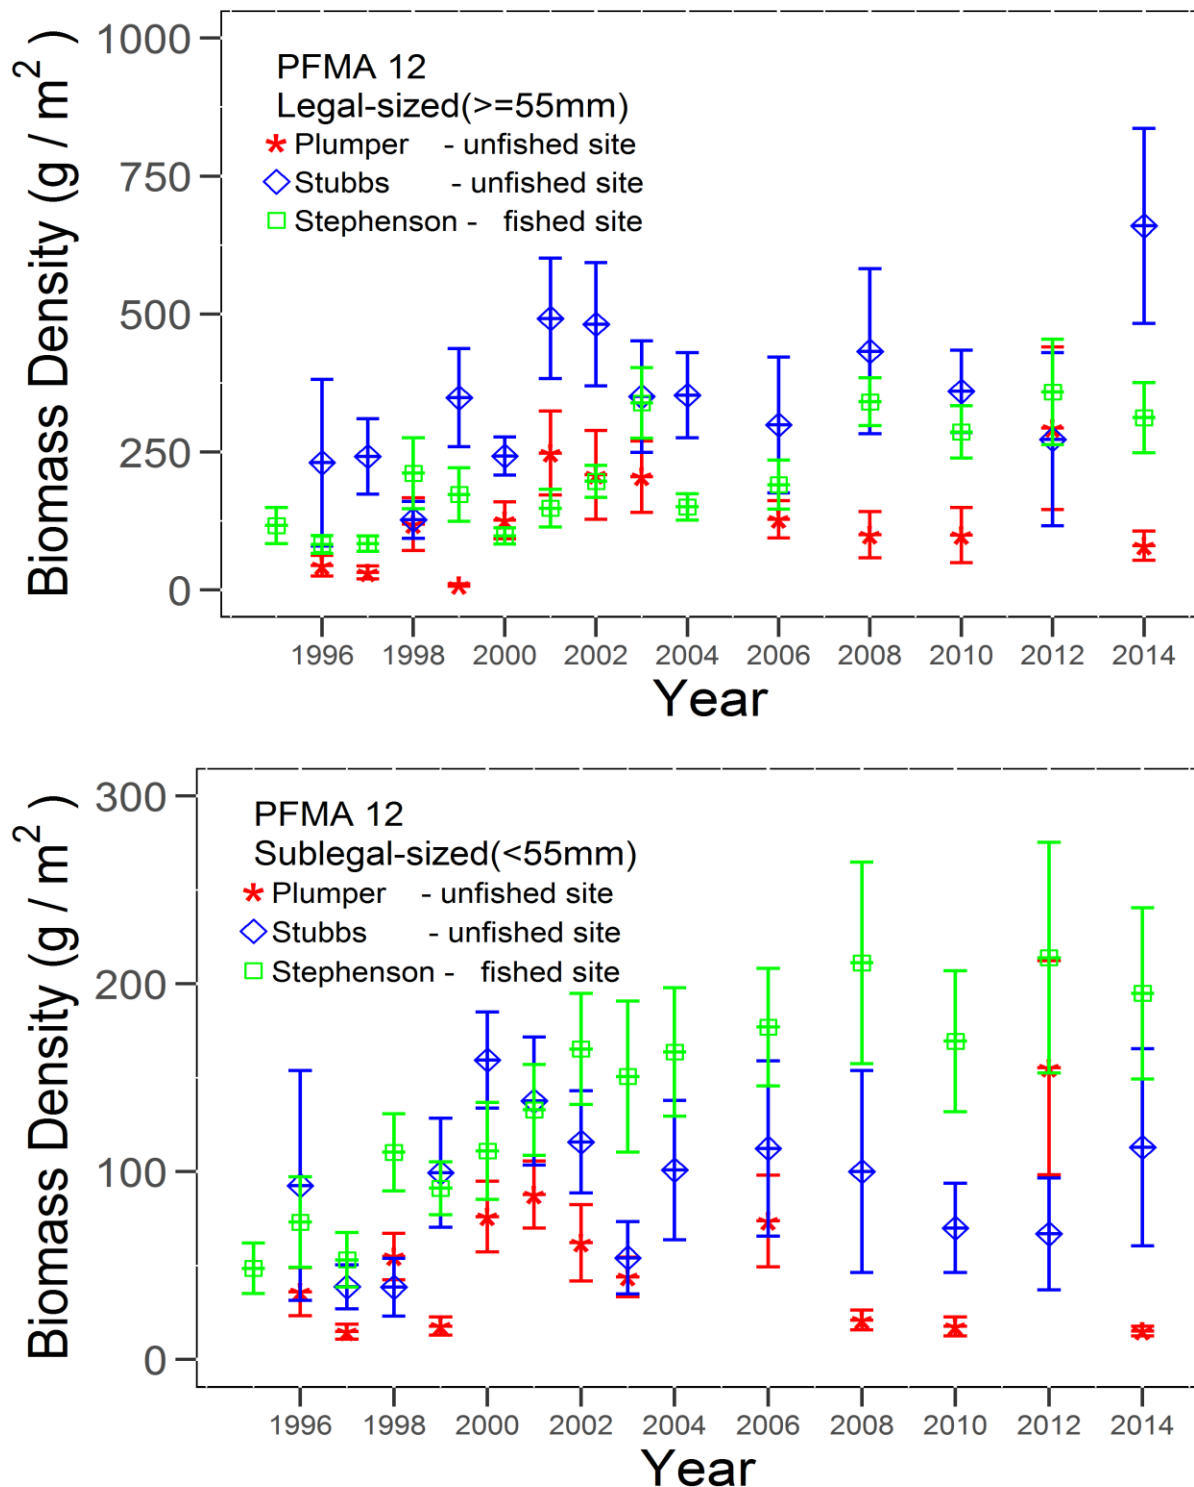 1000
750
500
250
0
Biomass Density (g / m²)
PFMA 12
Legal-sized(>=55mm)
Plumper - unfished site
Stubbs - unfished site
Stephenson - fished site
1996 1998 2000 2002 2004 2006 2008 2010 2012 2014
Year
300
200
100
0
Biomass Density (g / m²)
PFMA 12
Sublegal-sized(<55mm)
Plumper - unfished site
Stubbs - unfished site
Stephenson - fished site
1996 1998 2000 2002 2004 2006 2008 2010 2012 2014
Year